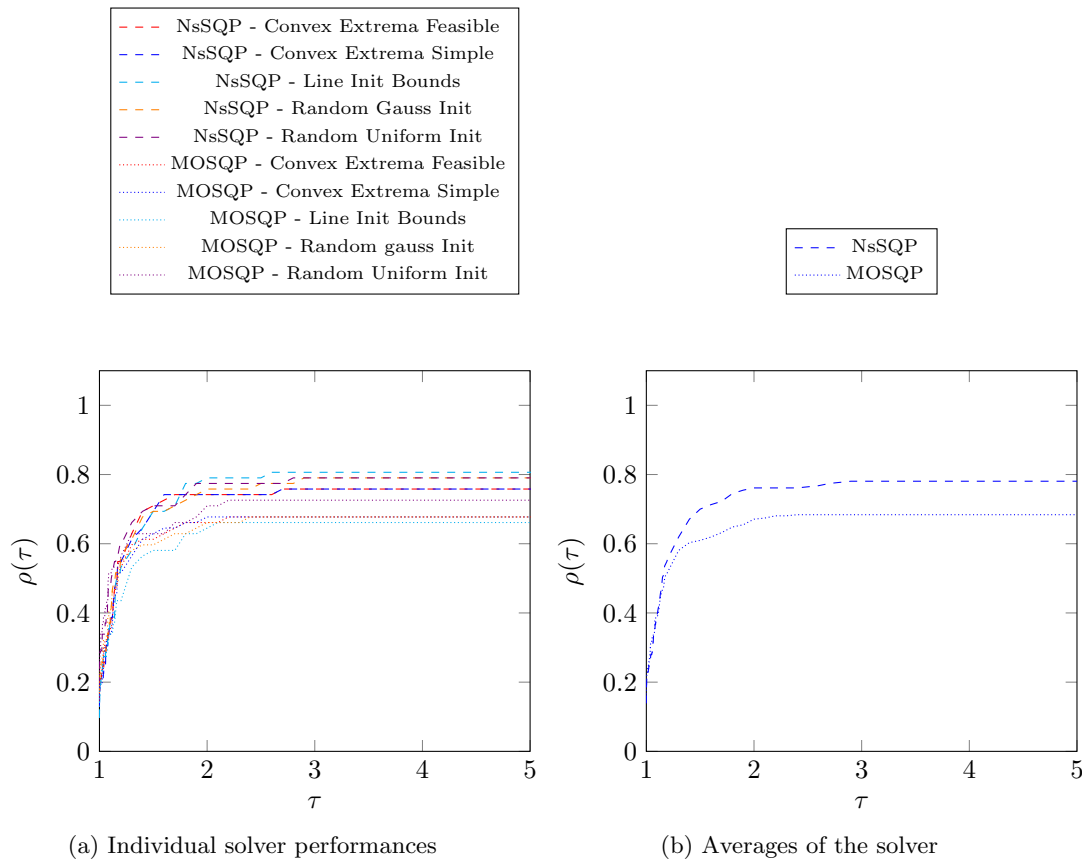 NsSQP - Convex Extrema Feasible
NsSQP - Convex Extrema Simple
NsSQP - Line Init Bounds
NsSQP - Random Gauss Init
NsSQP - Random Uniform Init
MOSQP - Convex Extrema Feasible
MOSQP - Convex Extrema Simple
MOSQP - Line Init Bounds
MOSQP - Random gauss Init
MOSQP - Random Uniform Init
NsSQP
MOSQP
1
0.8
0.6
0.4
0.2
0
ρ(τ)
1 2 3 4 5
τ
(a) Individual solver performances
1
0.8
0.6
0.4
0.2
0
ρ(τ)
1 2 3 4 5
τ
(b) Averages of the solver